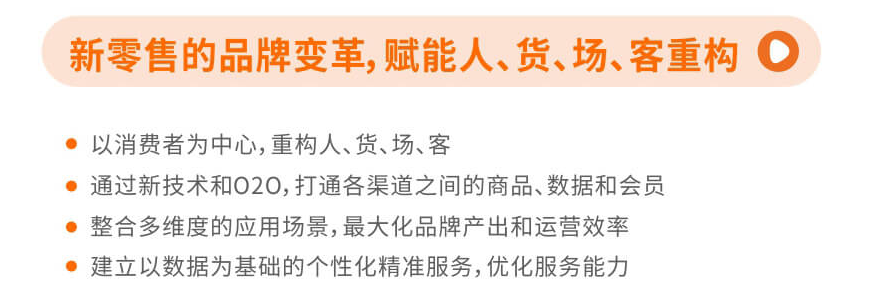 新零售的品牌变革,赋能人、货、场、客重构
以消费者为中心,重构人、货、场、客
通过新技术和O2O,打通各渠道之间的商品、数据和会员
整合多维度的应用场景,最大化品牌产出和运营效率
建立以数据为基础的个性化精准服务,优化服务能力